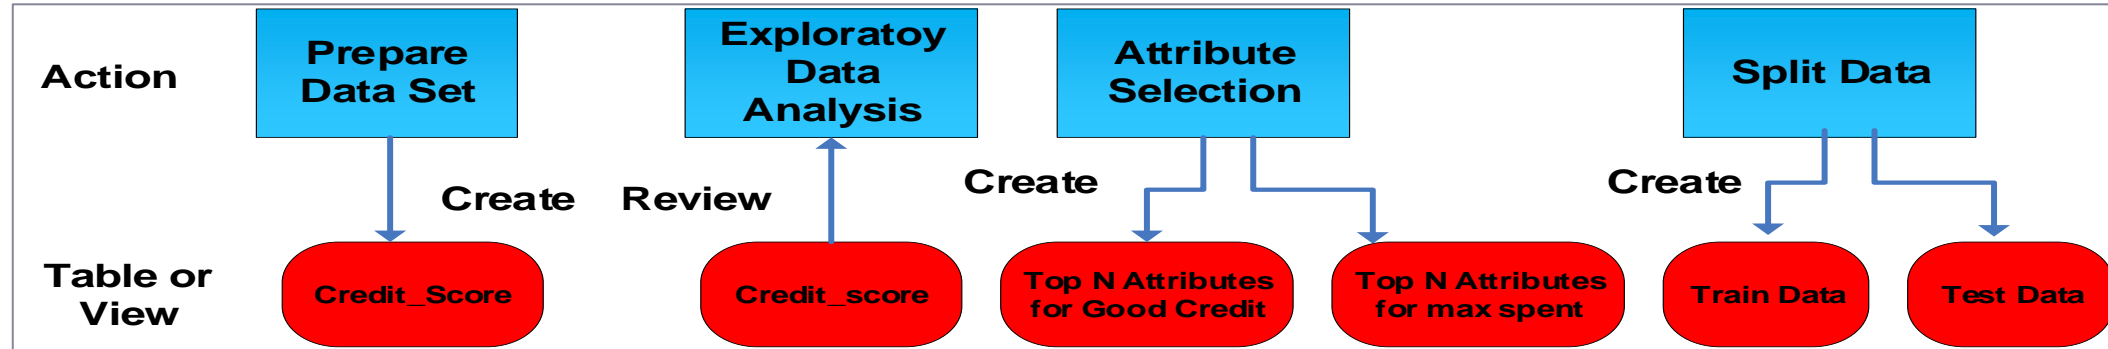 Action
Prepare
Data Set
Exploratoy
Data
Analysis
Attribute
Selection
Split Data
Create
Review
Create
Create
Table or
View
Credit_Score
Credit_score
Top N Attributes
for Good Credit
Top N Attributes
for max spent
Train Data
Test Data